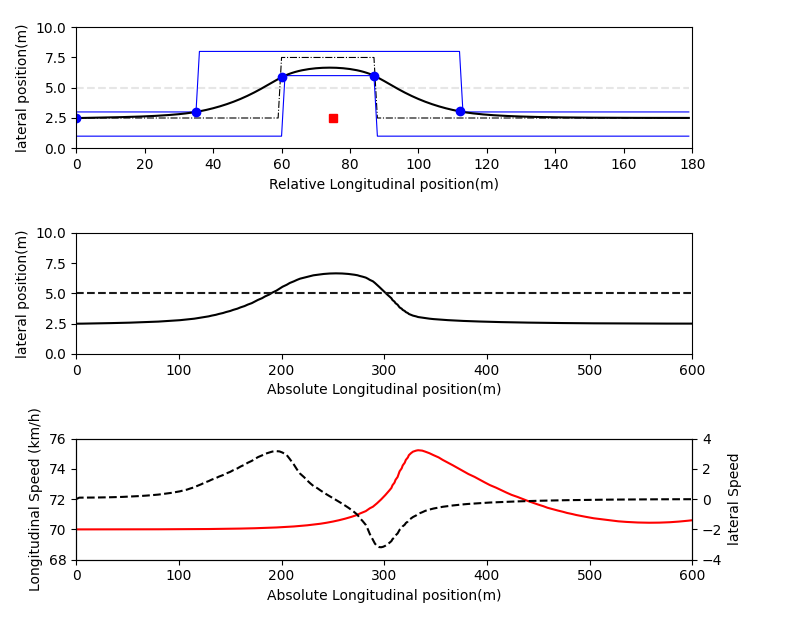 10.0
7.5
5.0
2.5
0.0
lateral position(m)
0 20 40 60 80 100 120 140 160 180
Relative Longitudinal position(m)
10.0
7.5
5.0
2.5
0.0
lateral position(m)
0 100 200 300 400 500 600
Absolute Longitudinal position(m)
76
74
72
70
68
Longitudinal Speed (km/h)
4
2
0
−2
−4
lateral Speed
0 100 200 300 400 500 600
Absolute Longitudinal position(m)